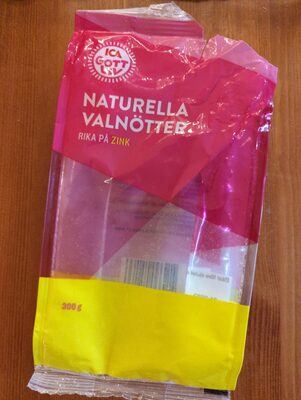 ICA
GOTT
LIV
NATURELLA
VALNÖTTER
RIKA PÅ ZINK
300 g